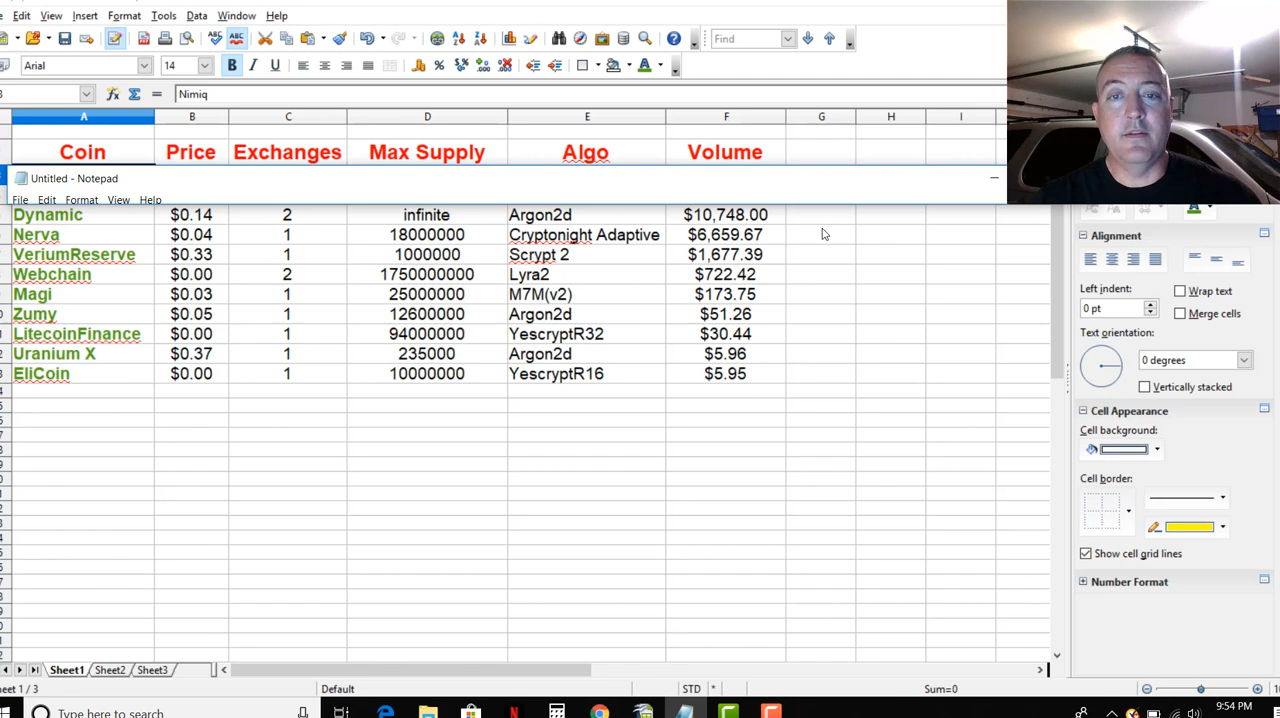 Edit View Insert Format Tools Data Window Help
Find
Arial 14
Nimiq
A B C D E F G H I
Coin Price Exchanges Max Supply Algo Volume
Untitled - Notepad
File Edit Format View Help
Dynamic $0.14 2 infinite Argon2d $10,748.00
Nerva $0.04 1 18000000 Cryptonight Adaptive $6,659.67
VeriumReserve $0.33 1 1000000 Scrypt 2 $1,677.39
Webchain $0.00 2 1750000000 Lyra2 $722.42
Magi $0.03 1 25000000 M7M(v2) $173.75
Zumy $0.05 1 12600000 Argon2d $51.26
LitecoinFinance $0.00 1 94000000 YescryptR32 $30.44
Uranium X $0.37 1 235000 Argon2d $5.96
EliCoin $0.00 1 10000000 YescryptR16 $5.95
Alignment
Left indent:
Wrap text
0 pt
Merge cells
Text orientation:
0 degrees
Vertically stacked
Cell Appearance
Cell background:
Cell border:
Show cell grid lines
Number Format
Sheet1 Sheet2 Sheet3
heet 1 / 3 Default STD * Sum=0
Type here to search
9:54 PM